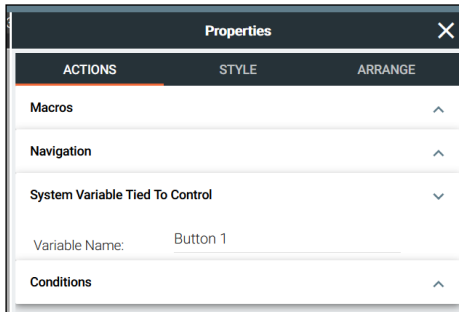 Properties
ACTIONS STYLE ARRANGE
Macros
Navigation
System Variable Tied To Control
Variable Name: Button 1
Conditions